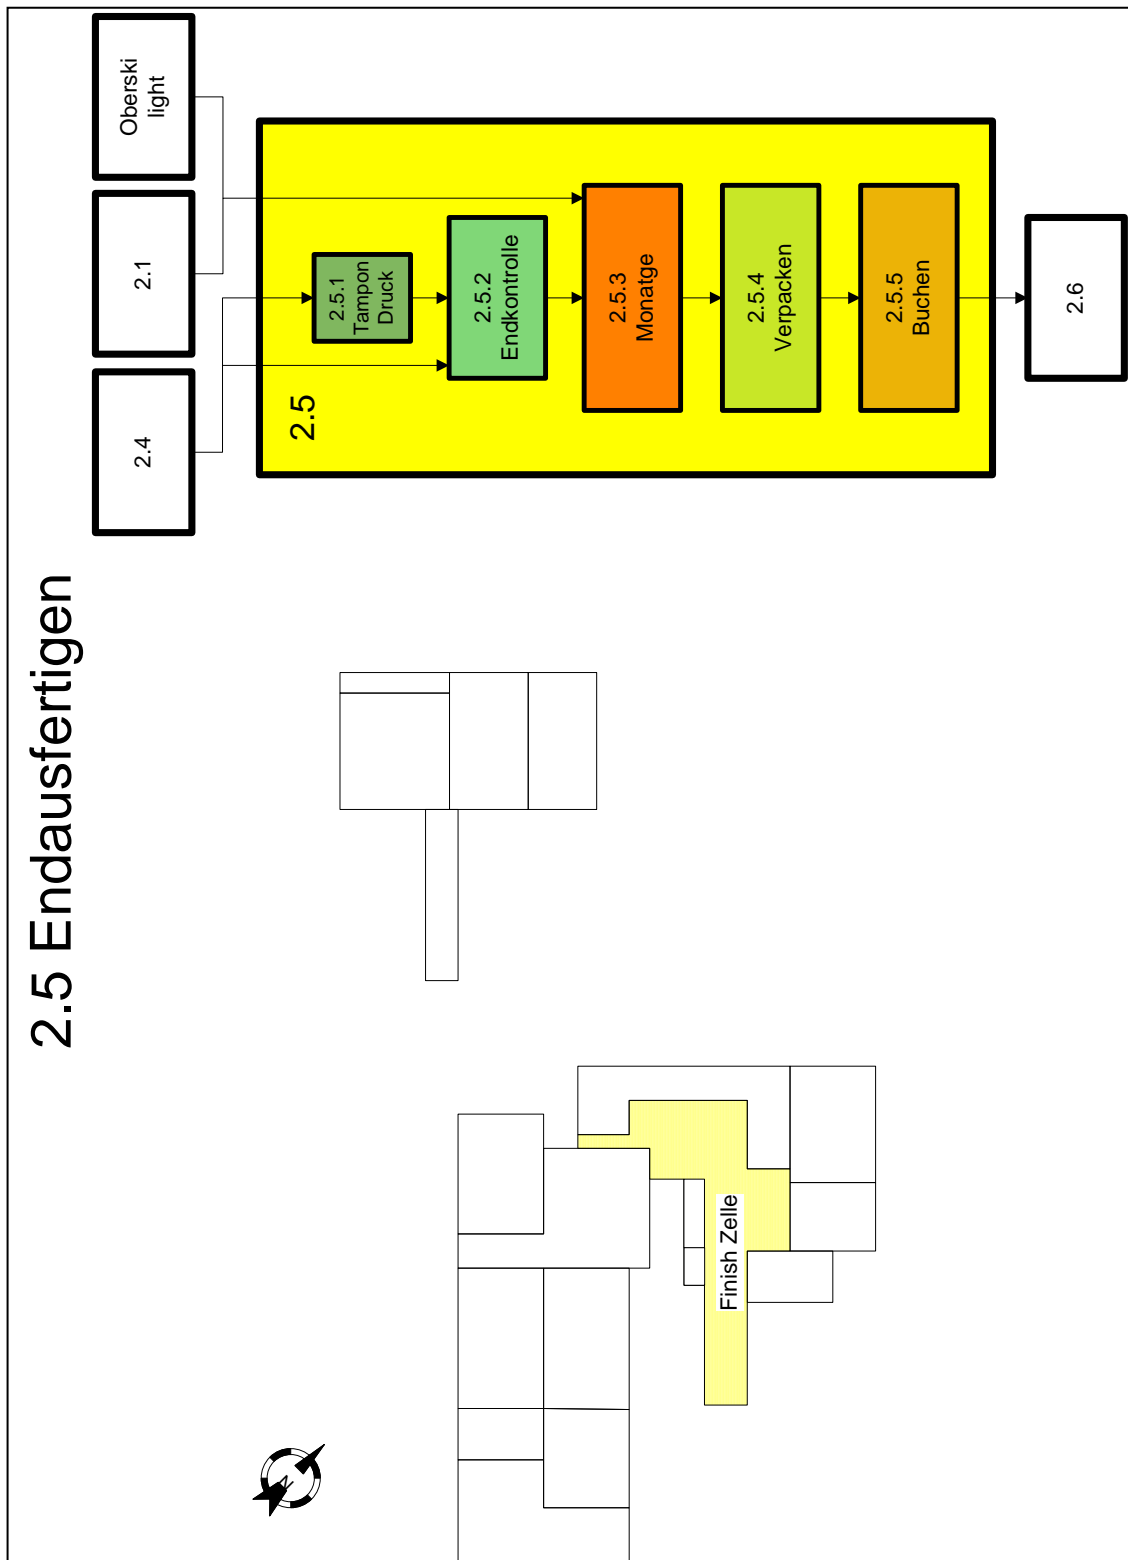 2.5 Endausfertigen
2.4
2.1
Oberski
light
2.5
2.5.1
Tampon
Druck
2.5.2
Endkontrolle
2.5.3
Monatge
2.5.4
Verpacken
2.5.5
Buchen
2.6
Finish Zelle
N